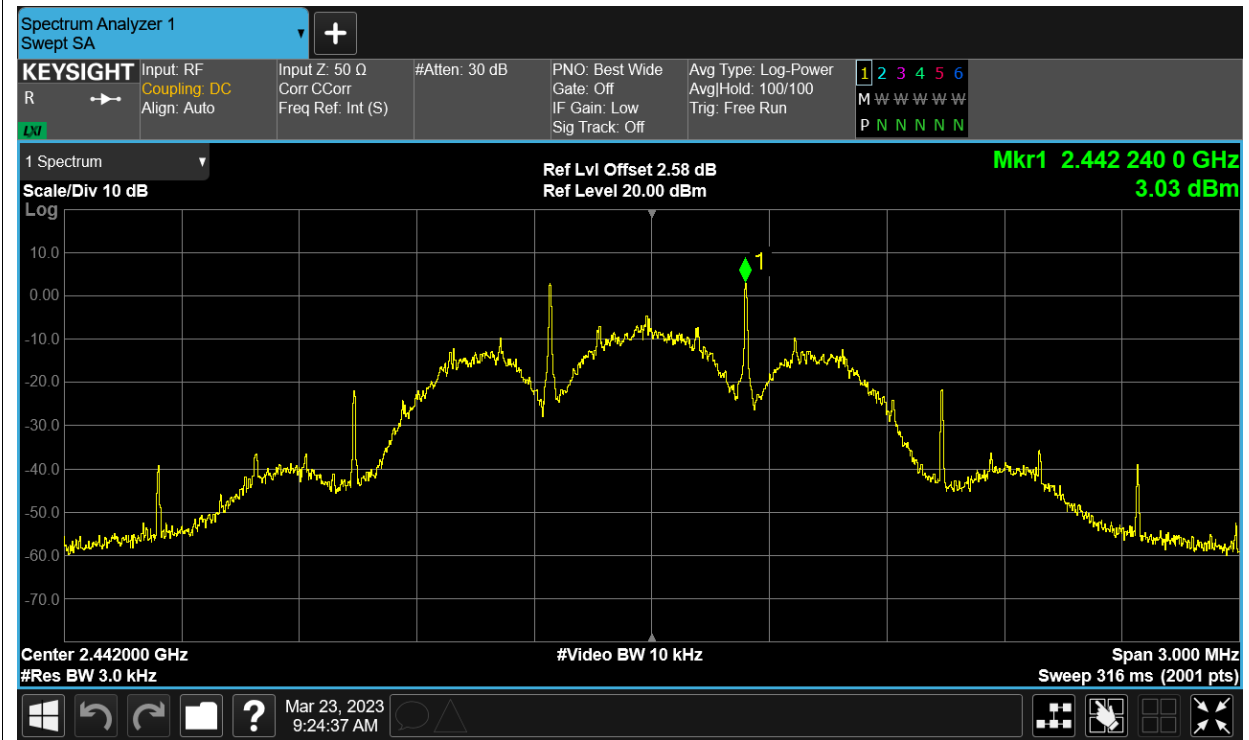 Spectrum Analyzer 1
Swept SA
KEYSIGHT
R
LXI
Input: RF
Coupling: DC
Align: Auto
Input Z: 50 Ω
Corr CCorr
Freq Ref: Int (S)
#Atten: 30 dB
PNO: Best Wide
Gate: Off
IF Gain: Low
Sig Track: Off
Avg Type: Log-Power
Avg|Hold: 100/100
Trig: Free Run
1 2 3 4 5 6
M W W W W W
P N N N N N
1 Spectrum
Scale/Div 10 dB
Ref Lvl Offset 2.58 dB
Ref Level 20.00 dBm
Mkr1 2.442 240 0 GHz
3.03 dBm
Log
10.0
0.00
-10.0
-20.0
-30.0
-40.0
-50.0
-60.0
-70.0
1
Center 2.442000 GHz
#Res BW 3.0 kHz
#Video BW 10 kHz
Span 3.000 MHz
Sweep 316 ms (2001 pts)
?
Mar 23, 2023
9:24:37 AM